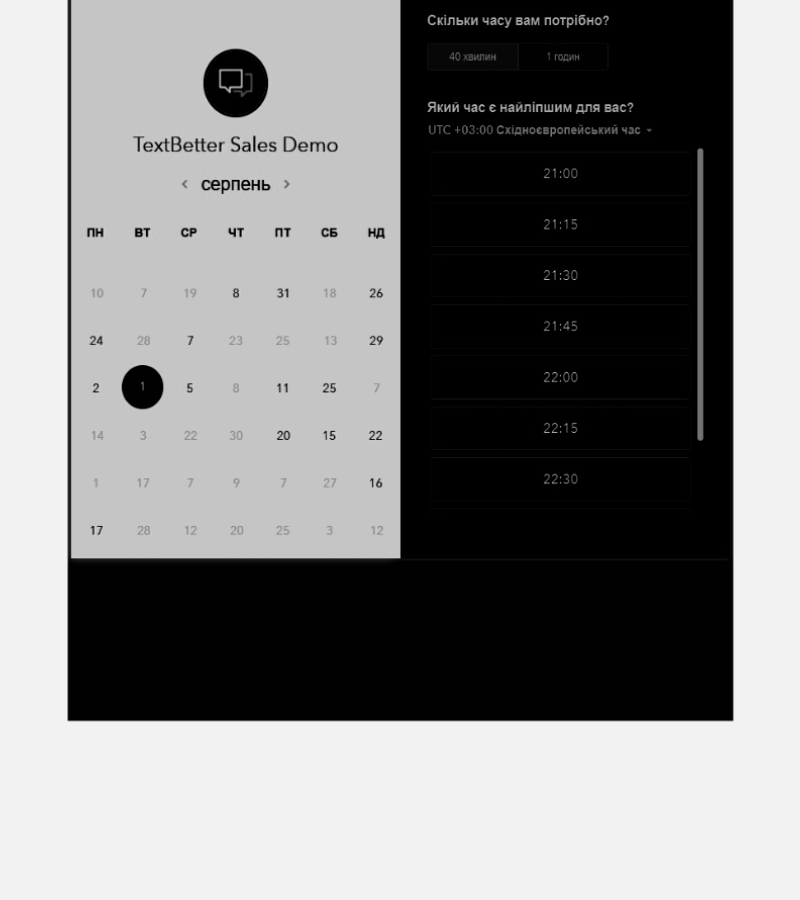 TextBetter Sales Demo
серпень
ПН ВТ СР ЧТ ПТ СБ НД
10 7 19 8 31 18 26
24 28 7 23 25 13 29
2 1 5 8 11 25 7
14 3 22 30 20 15 22
1 17 7 9 7 27 16
17 28 12 20 25 3 12
Скільки часу вам потрібно?
40 хвилин 1 годин
Який час є найліпшим для вас?
UTC +03:00 Східноєвропейський час
21:00
21:15
21:30
21:45
22:00
22:15
22:30